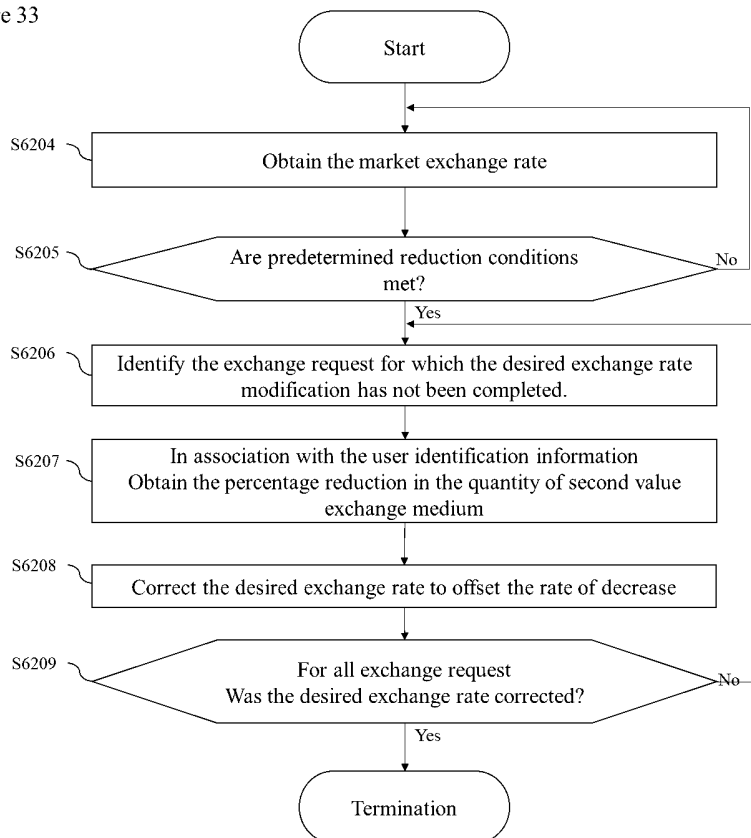 e 33
Start
S6204
Obtain the market exchange rate
S6205
Are predetermined reduction conditions
met?
No
Yes
S6206
Identify the exchange request for which the desired exchange rate
modification has not been completed.
S6207
In association with the user identification information
Obtain the percentage reduction in the quantity of second value
exchange medium
S6208
Correct the desired exchange rate to offset the rate of decrease
S6209
For all exchange request
Was the desired exchange rate corrected?
No
Yes
Termination